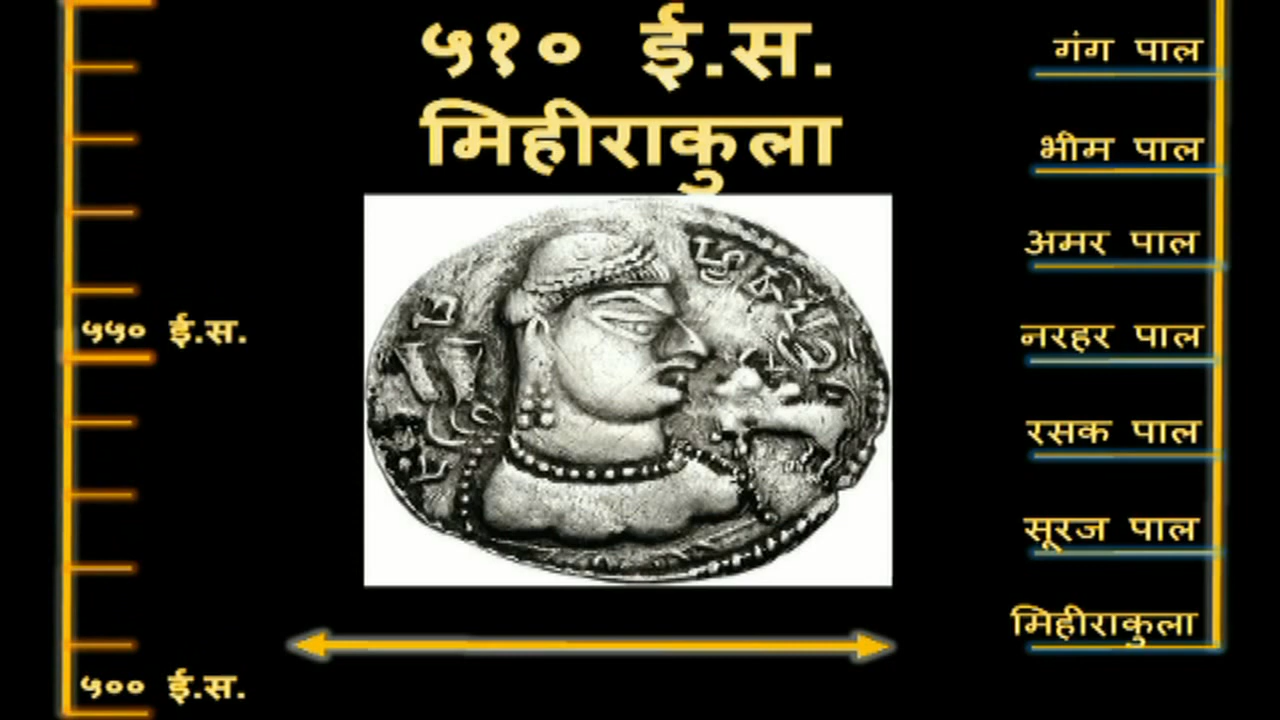 ५१० ई.स.
मिहीराकुला
५५० ई.स.
५०० ई.स.
गंग पाल
भीम पाल
अमर पाल
नरहर पाल
रसक पाल
सूरज पाल
मिहीराकुला